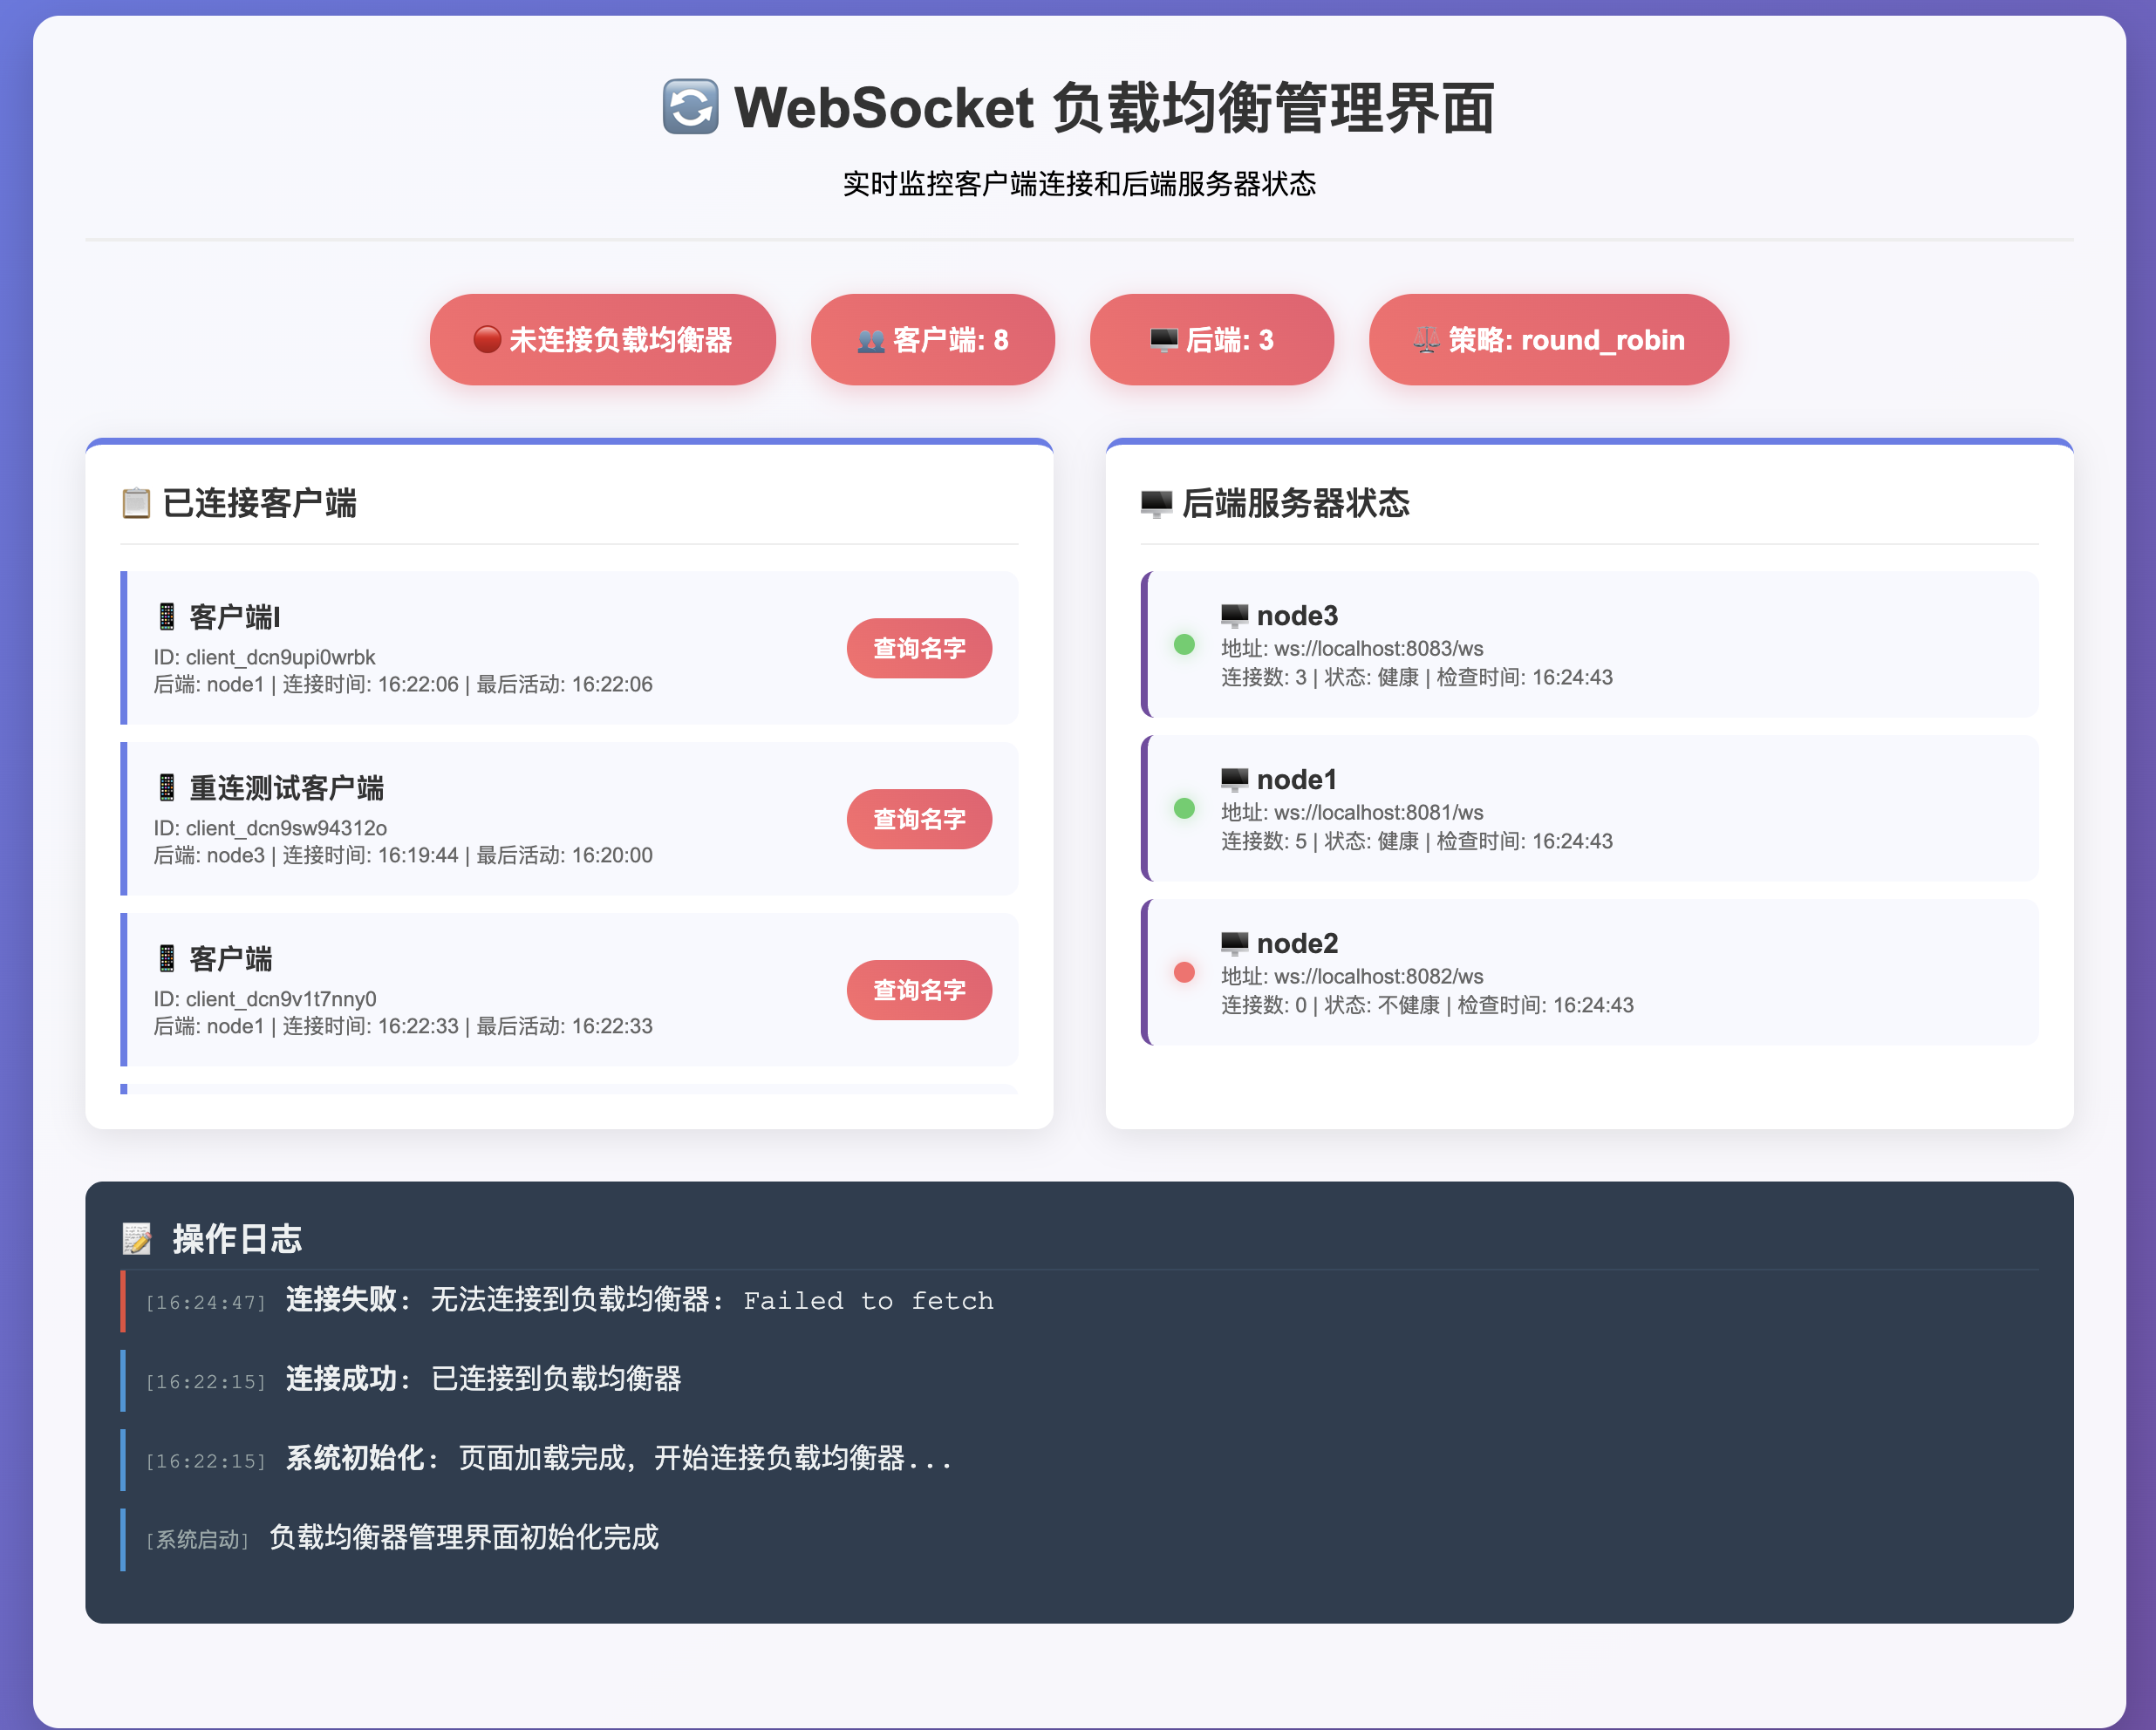 WebSocket 负载均衡管理界面
实时监控客户端连接和后端服务器状态
未连接负载均衡器
客户端: 8
后端: 3
策略: round_robin
已连接客户端
客户端I
ID: client_dcn9upi0wrbk
后端: node1 | 连接时间: 16:22:06 | 最后活动: 16:22:06
查询名字
重连测试客户端
ID: client_dcn9sw94312o
后端: node3 | 连接时间: 16:19:44 | 最后活动: 16:20:00
查询名字
客户端
ID: client_dcn9v1t7nny0
后端: node1 | 连接时间: 16:22:33 | 最后活动: 16:22:33
查询名字
后端服务器状态
node3
地址: ws://localhost:8083/ws
连接数: 3 | 状态: 健康 | 检查时间: 16:24:43
node1
地址: ws://localhost:8081/ws
连接数: 5 | 状态: 健康 | 检查时间: 16:24:43
node2
地址: ws://localhost:8082/ws
连接数: 0 | 状态: 不健康 | 检查时间: 16:24:43
操作日志
[16:24:47] 连接失败: 无法连接到负载均衡器: Failed to fetch
[16:22:15] 连接成功: 已连接到负载均衡器
[16:22:15] 系统初始化: 页面加载完成，开始连接负载均衡器...
[系统启动] 负载均衡器管理界面初始化完成